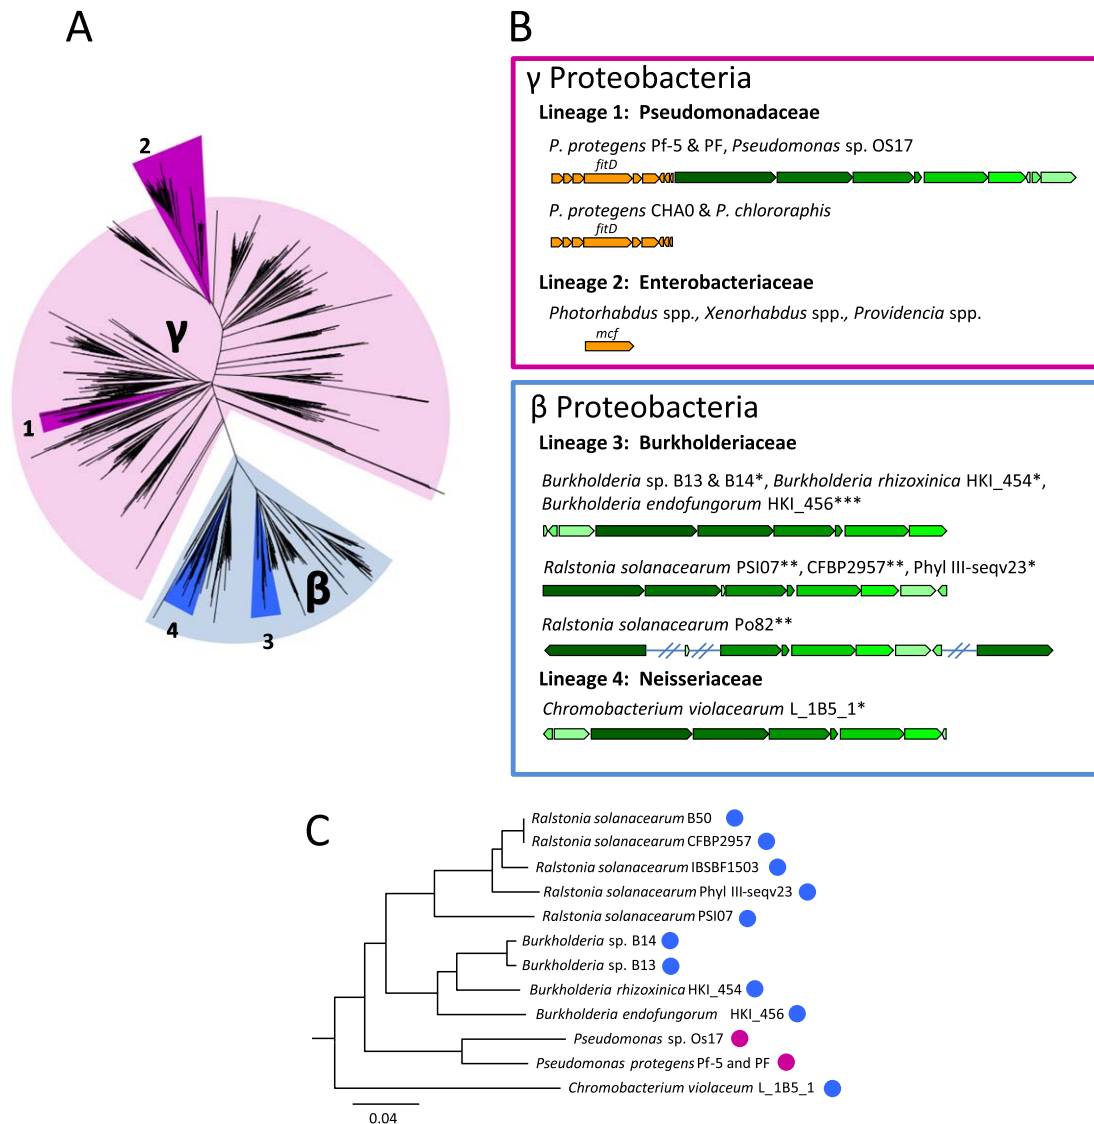 A
B
2
γ
1
β
4
3
γ Proteobacteria
Lineage 1: Pseudomonadaceae
P. protegens Pf-5 & PF, Pseudomonas sp. OS17
fitD
P. protegens CHA0 & P. chlororaphis
fitD
Lineage 2: Enterobacteriaceae
Photorhabdus spp., Xenorhabdus spp., Providencia spp.
mcf
β Proteobacteria
Lineage 3: Burkholderiaceae
Burkholderia sp. B13 & B14*, Burkholderia rhizoxinica HKI_454*,
Burkholderia endofungorum HKI_456***
Ralstonia solanacearum PSI07**, CFBP2957**, Phyl III-seqv23*
Ralstonia solanacearum Po82**
Lineage 4: Neisseriaceae
Chromobacterium violacearum L_1B5_1*
C
Ralstonia solanacearum B50
Ralstonia solanacearum CFBP2957
Ralstonia solanacearum IBSBF1503
Ralstonia solanacearum Phyl III-seqv23
Ralstonia solanacearum PSI07
Burkholderia sp. B14
Burkholderia sp. B13
Burkholderia rhizoxinica HKI_454
Burkholderia endofungorum HKI_456
Pseudomonas sp. Os17
Pseudomonas protegens Pf-5 and PF
Chromobacterium violaceum L_1B5_1
0.04